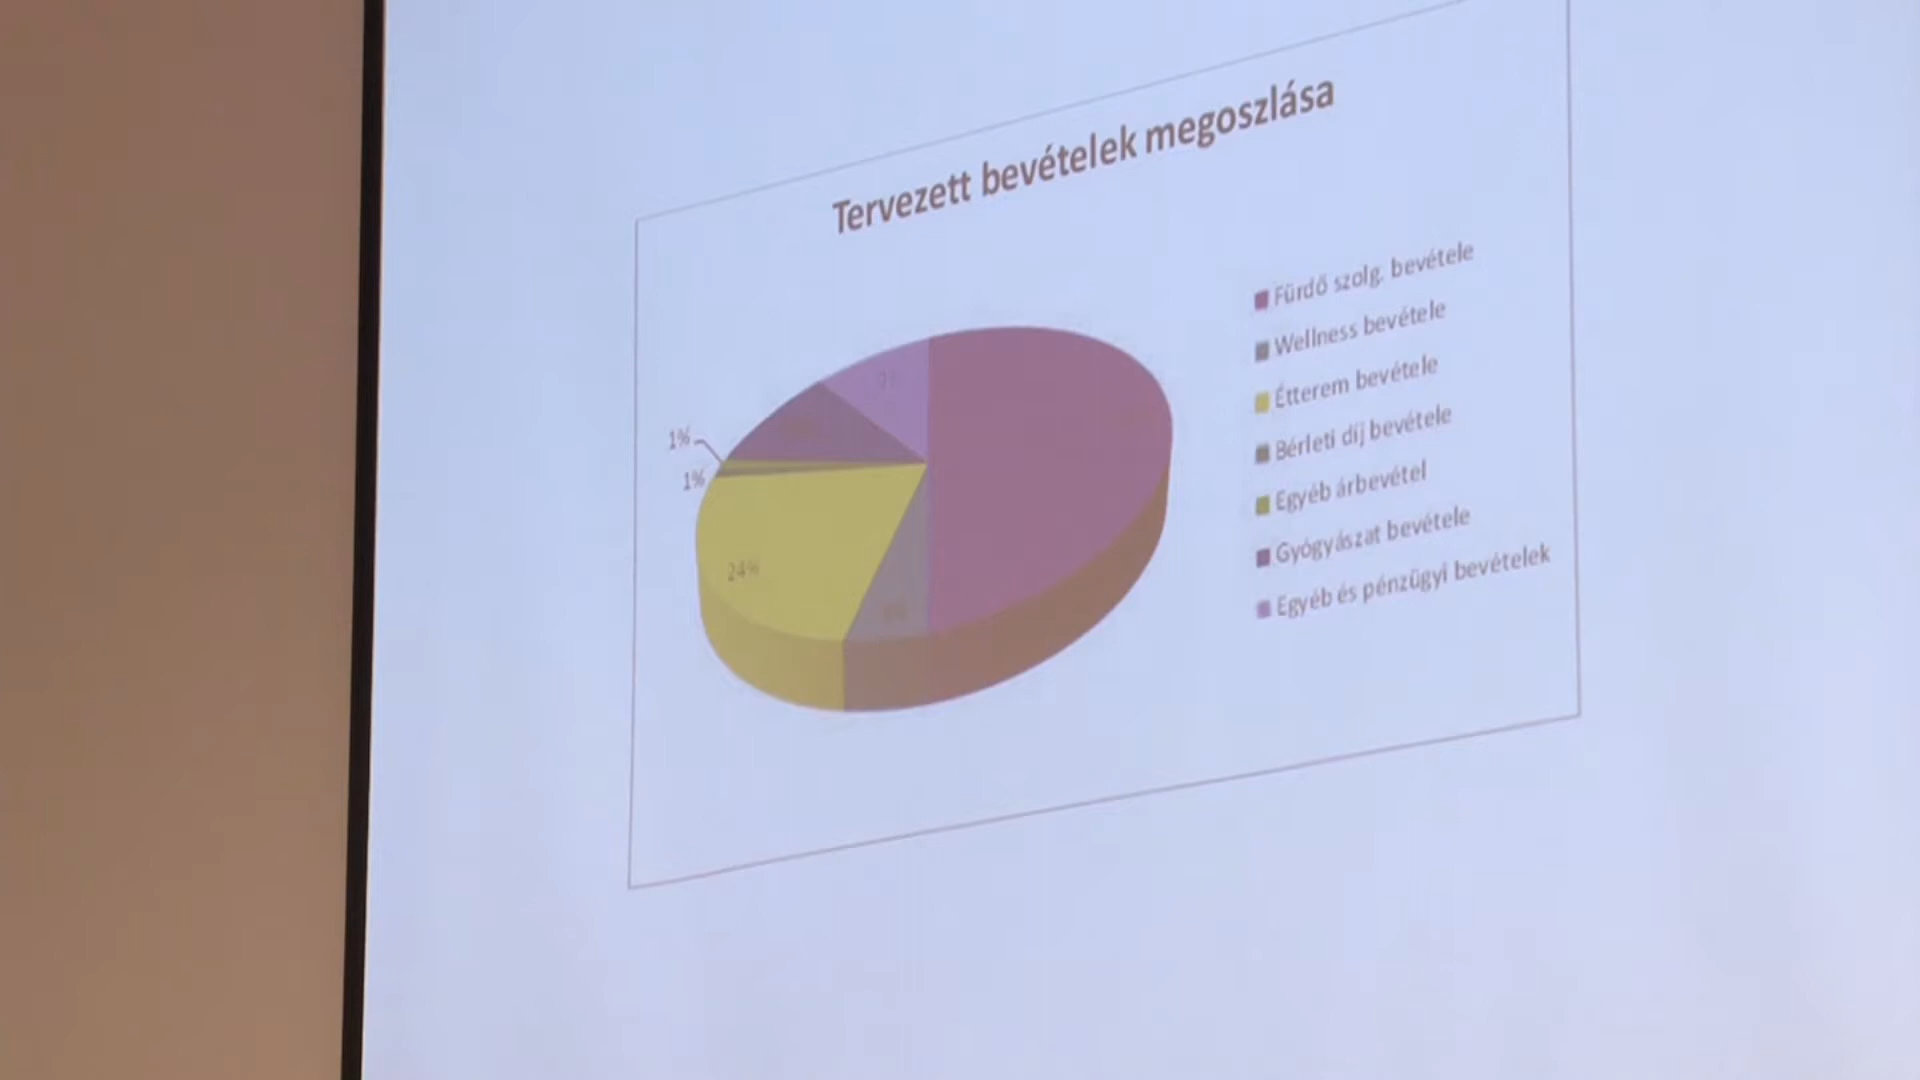 Tervezett bevételek megoszlása
Fürdő szolg. bevétele
Wellness bevétele
Étterem bevétele
Bérleti díj bevétele
Egyéb árbevétel
Gyógyászat bevétele
Egyéb és pénzügyi bevételek
1%
1%
24%